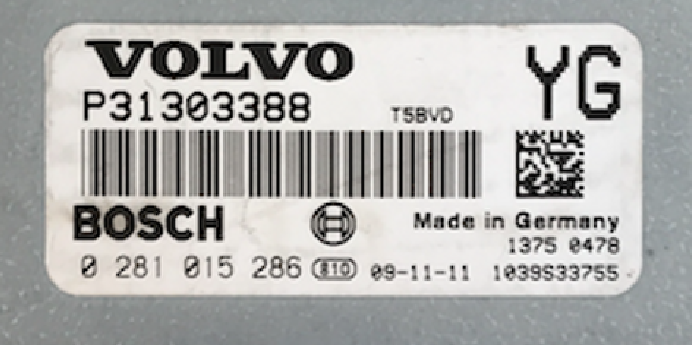 VOLVO
YG
P31303388 T5BVD
BOSCH Made in Germany
1375 0478
0 281 015 286 810 09-11-11 1039S33755